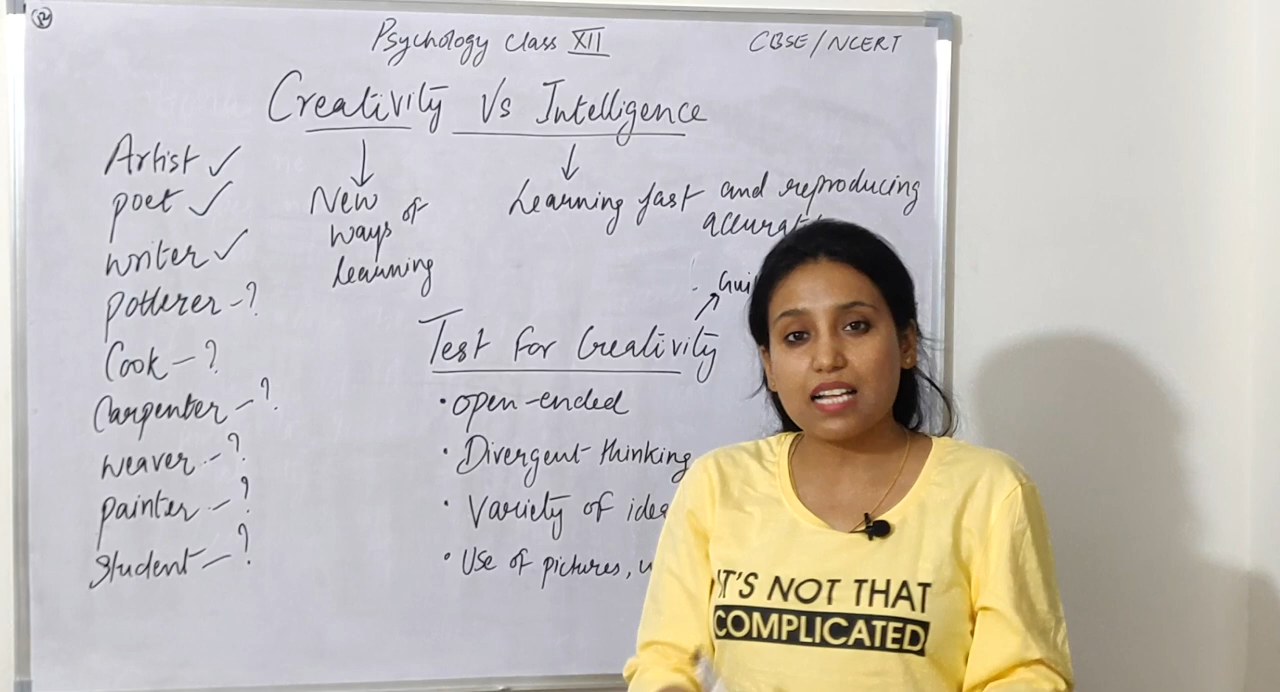 52
Psychology Class XII
CBSE/NCERT
Creativity Vs Intelligence
Artist ✓
poet ✓
writer ✓
potterer - ?
Cook - ?
Carpenter - ?
weaver - ?
painter - ?
student - ?
New
ways of
learning
Learning fast and reproducing
Test for Creativity
• open-ended
• Divergent thinking
• Variety of
• Use of pictures,
IT'S NOT THAT
COMPLICATED